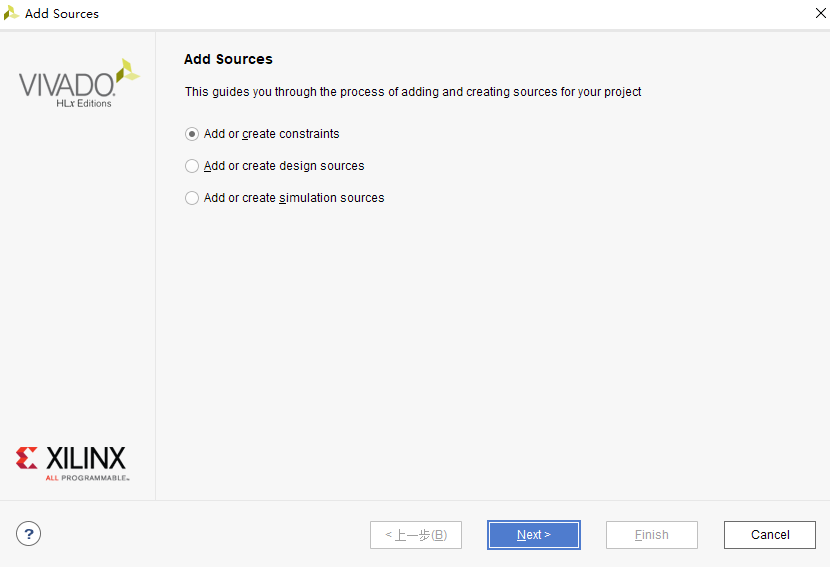 Add Sources
VIVADO.
HLx Editions
Add Sources
This guides you through the process of adding and creating sources for your project
Add or create constraints
Add or create design sources
Add or create simulation sources
XILINX
ALL PROGRAMMABLE™
?
< 上一步(B)
Next >
Finish
Cancel